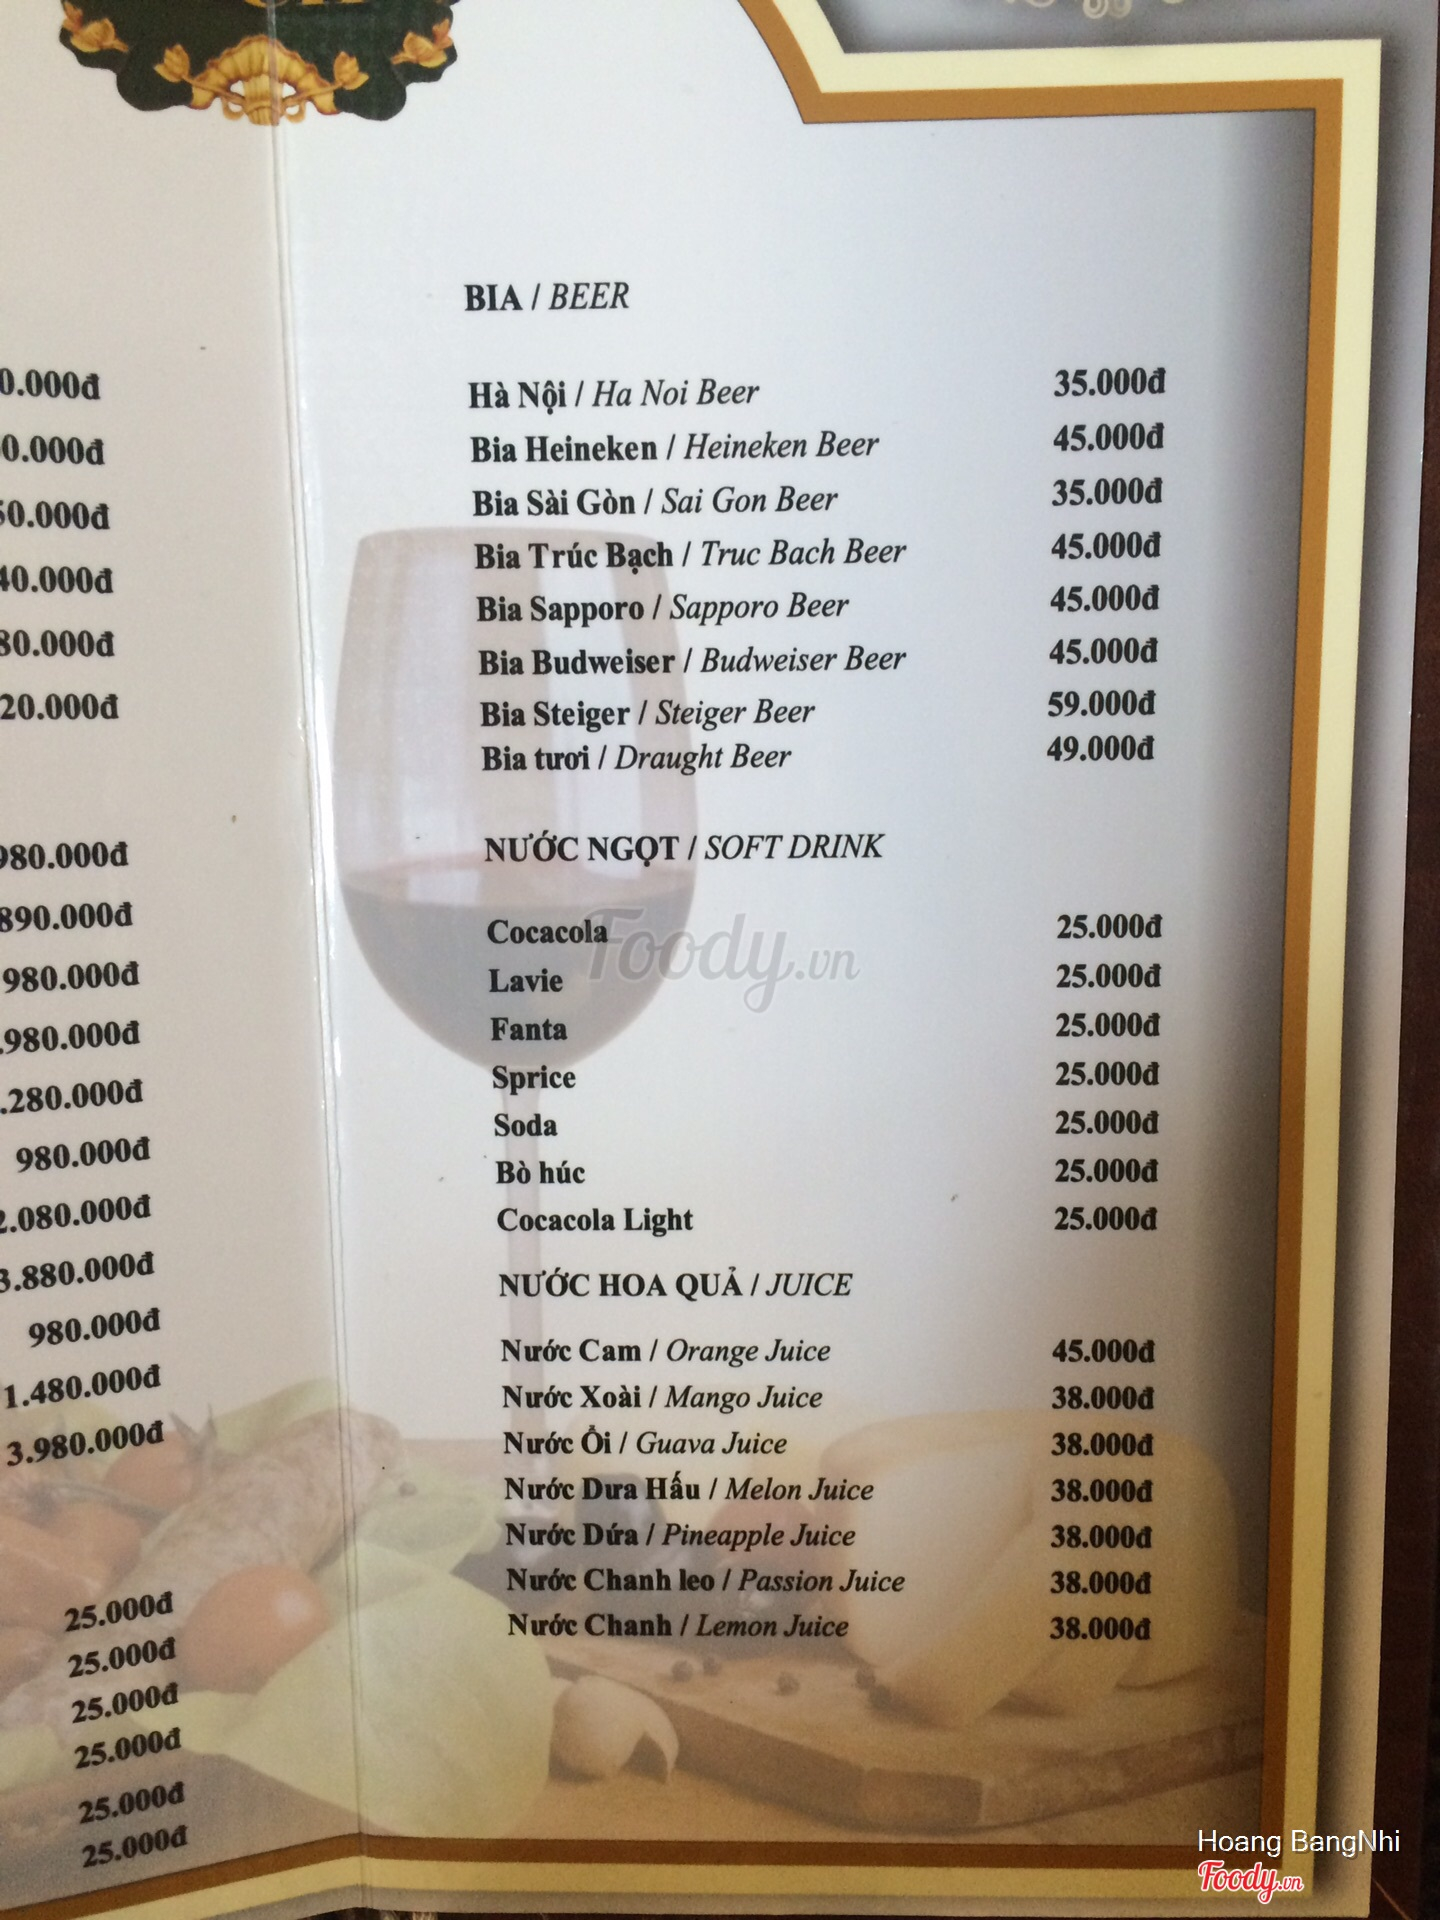 0.000đ
0.000đ
50.000đ
40.000đ
80.000đ
20.000đ
980.000đ
890.000đ
980.000đ
.980.000đ
.280.000đ
980.000đ
2.080.000đ
3.880.000đ
980.000đ
1.480.000đ
3.980.000đ
25.000đ
25.000đ
25.000đ
25.000đ
25.000đ
25.000đ
BIA / BEER
Hà Nội / Ha Noi Beer 35.000đ
Bia Heineken / Heineken Beer 45.000đ
Bia Sài Gòn / Sai Gon Beer 35.000đ
Bia Trúc Bạch / Truc Bach Beer 45.000đ
Bia Sapporo / Sapporo Beer 45.000đ
Bia Budweiser / Budweiser Beer 45.000đ
Bia Steiger / Steiger Beer 59.000đ
Bia tươi / Draught Beer 49.000đ
NƯỚC NGỌT / SOFT DRINK
Cocacola 25.000đ
Foody.vn
Lavie 25.000đ
Fanta 25.000đ
Sprice 25.000đ
Soda 25.000đ
Bò húc 25.000đ
Cocacola Light 25.000đ
NƯỚC HOA QUẢ / JUICE
Nước Cam / Orange Juice 45.000đ
Nước Xoài / Mango Juice 38.000đ
Nước Ổi / Guava Juice 38.000đ
Nước Dưa Hấu / Melon Juice 38.000đ
Nước Dứa / Pineapple Juice 38.000đ
Nước Chanh leo / Passion Juice 38.000đ
Nước Chanh / Lemon Juice 38.000đ
Hoang BangNhi
Foody.vn